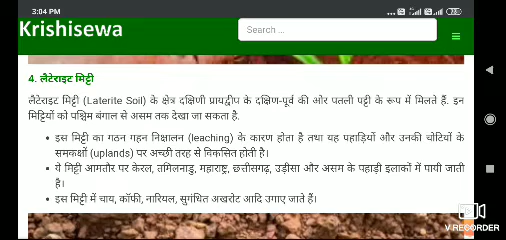 3:04 PM
Krishisewa
Search ...
4. लैटेराइट मिट्टी
लैटेराइट मिट्टी (Laterite Soil) के क्षेत्र दक्षिणी प्रायद्वीप के दक्षिण-पूर्व की ओर पतली पट्टी के रूप में मिलते हैं. इन
मिट्टियों को पश्चिम बंगाल से असम तक देखा जा सकता है.
• इस मिट्टी का गठन गहन निक्षालन (leaching) के कारण होता है तथा यह पहाड़ियों और उनकी चोटियों के
समकक्षों (uplands) पर अच्छी तरह से विकसित होती है।
• ये मिट्टी आमतौर पर केरल, तमिलनाडु, महाराष्ट्र, छत्तीसगढ़, उड़ीसा और असम के पहाड़ी इलाकों में पायी जाती
है।
• इस मिट्टी में चाय, कॉफी, नारियल, सुगंधित अखरोट आदि उगाए जाते हैं।
V.RECORDER